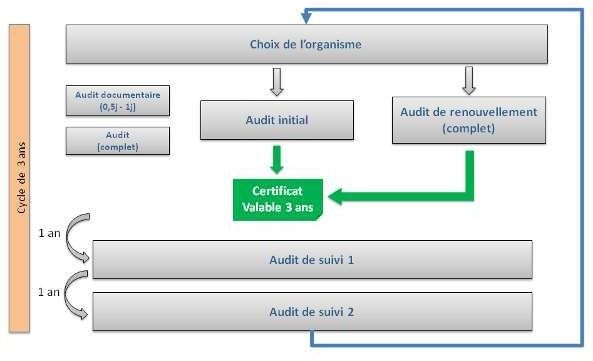 Choix de l'organisme
Audit documentaire
(0,5j - 1j)
Audit
(complet)
Audit initial
Audit de renouvellement
(complet)
Certificat
Valable 3 ans
Cycle de 3 ans
1 an
Audit de suivi 1
1 an
Audit de suivi 2